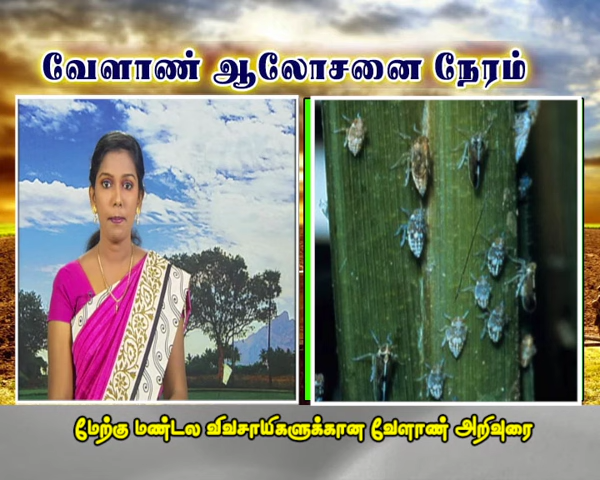 வேளாண் ஆலோசனை நேரம்
மேற்கு மண்டல விவசாயிகளுக்கான வேளாண் அறிவுரை